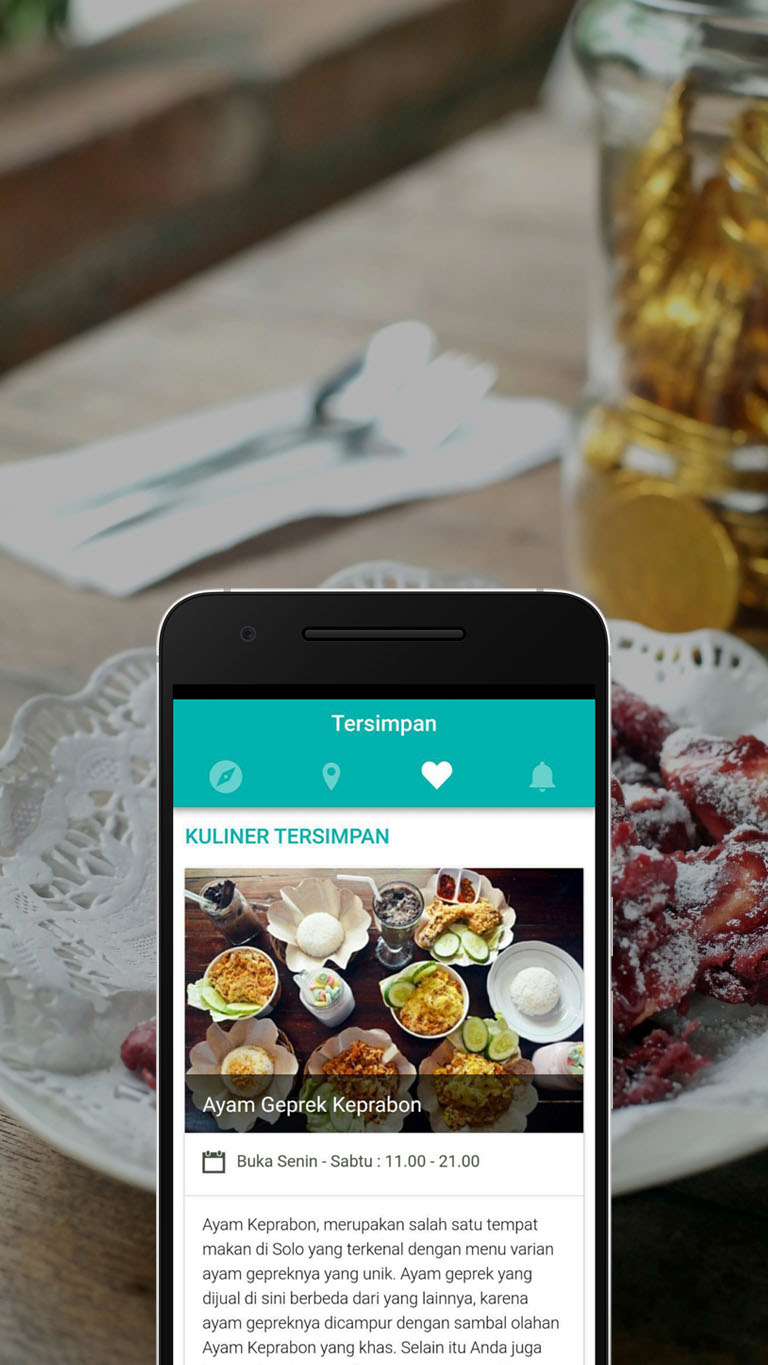 Tersimpan
KULINER TERSIMPAN
Ayam Geprek Keprabon
Buka Senin - Sabtu : 11.00 - 21.00
Ayam Keprabon, merupakan salah satu tempat
makan di Solo yang terkenal dengan menu varian
ayam gepreknya yang unik. Ayam geprek yang
dijual di sini berbeda dari yang lainnya, karena
ayam gepreknya dicampur dengan sambal olahan
Ayam Keprabon yang khas. Selain itu Anda juga